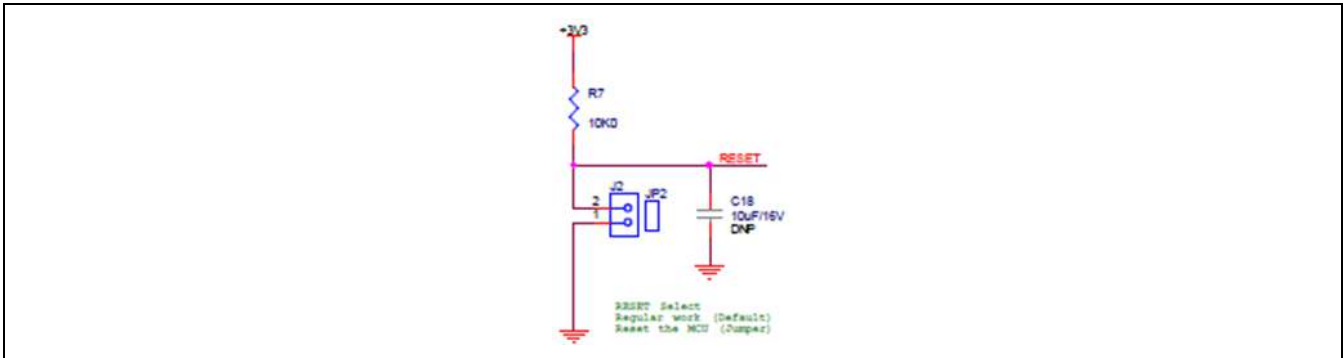 +3V3
R7
10K0
RESET
J2
JP2
2
1
C18
10uF/16V
DNP
RESET Select
Regular work (Default)
Reset the MCU (Jumper)